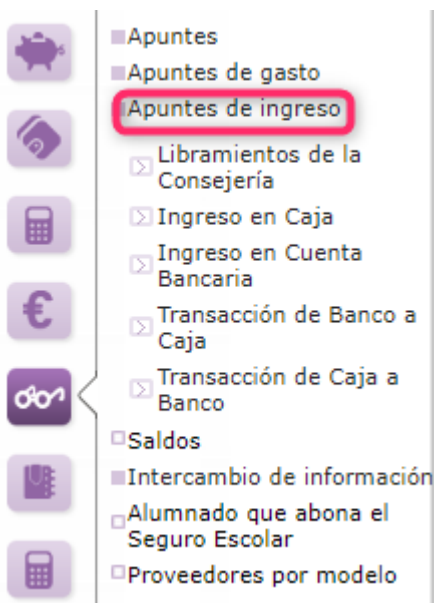 Apuntes
Apuntes de gasto
Apuntes de ingreso
Libramientos de la
Consejería
Ingreso en Caja
Ingreso en Cuenta
Bancaria
Transacción de Banco a
Caja
Transacción de Caja a
Banco
Saldos
Intercambio de información
Alumnado que abona el
Seguro Escolar
Proveedores por modelo